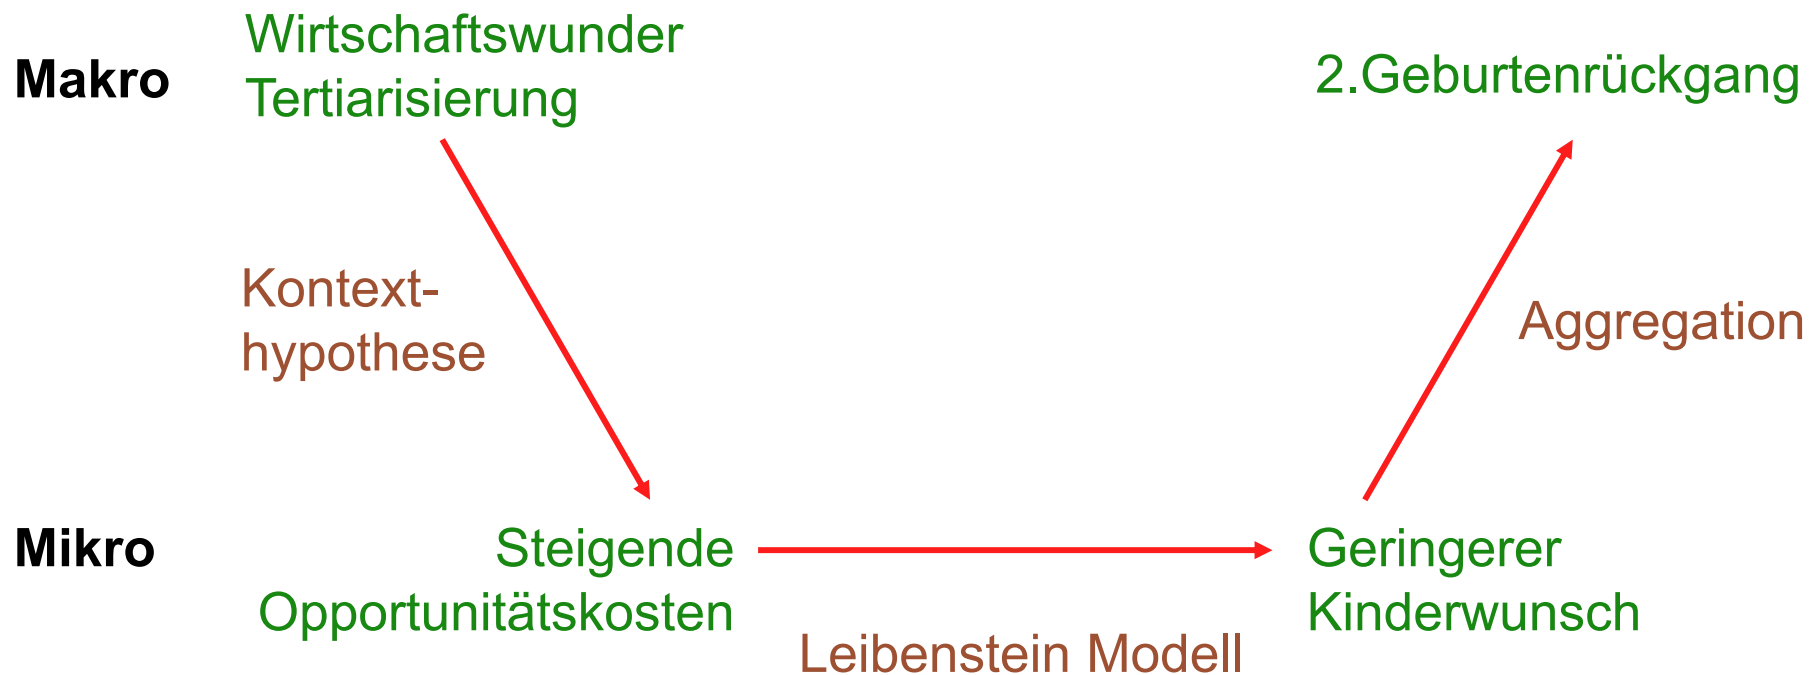 Makro
Wirtschaftswunder
Tertiarisierung
2.Geburtenrückgang
Kontext-
hypothese
Aggregation
Mikro
Steigende
Opportunitätskosten
Geringerer
Kinderwunsch
Leibenstein Modell